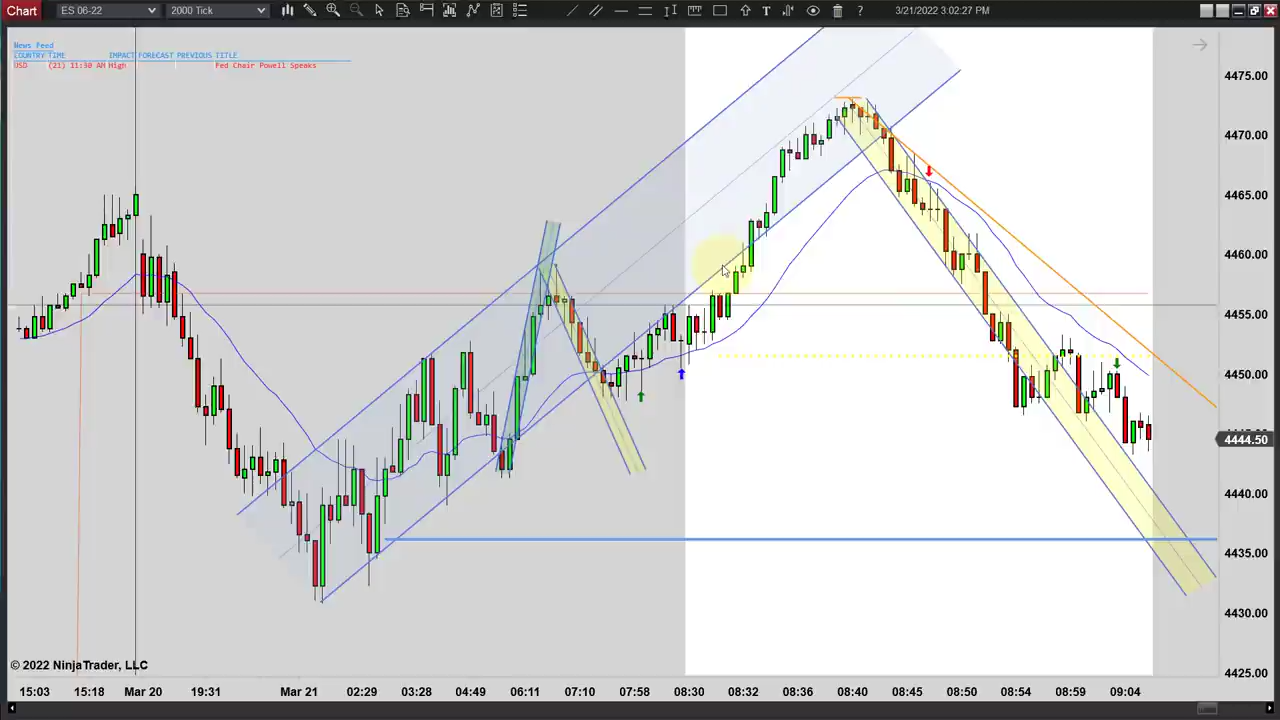 Chart ES 06-22 2000 Tick T ? 3/21/2022 3:02:27 PM
News Feed
COUNTRY TIME IMPACT FORECAST PREVIOUS TITLE
USD (21) 11:30 AM High Fed Chair Powell Speaks
4475.00
4470.00
4465.00
4460.00
4455.00
4450.00
4444.50
4440.00
4435.00
4430.00
4425.00
© 2022 NinjaTrader, LLC
15:03 15:18 Mar 20 19:31 Mar 21 02:29 03:28 04:49 06:11 07:10 07:58 08:30 08:32 08:36 08:40 08:45 08:50 08:54 08:59 09:04